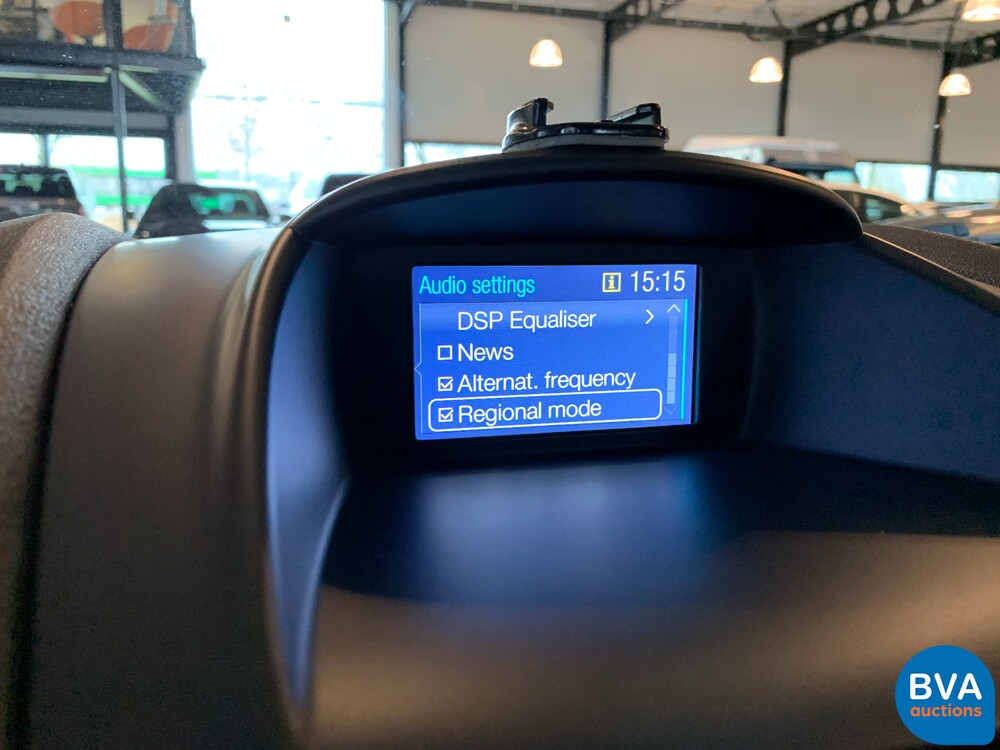 Audio settings i 15:15
DSP Equaliser >
News
Alternat. frequency
Regional mode
BVA
auctions